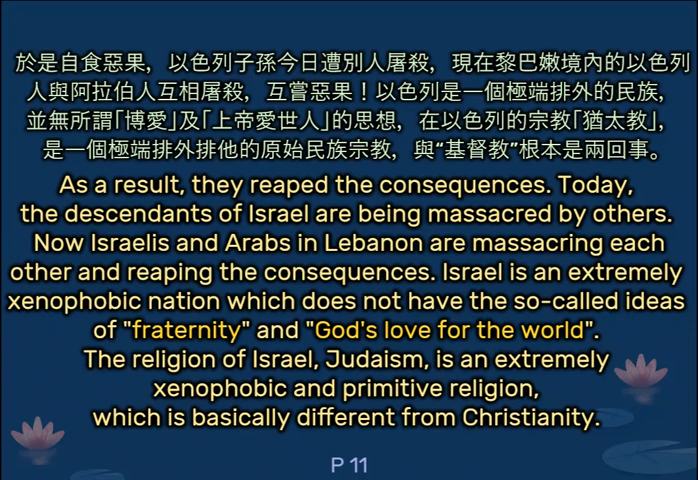 於是自食惡果，以色列子孫今日遭別人屠殺，現在黎巴嫩境內的以色列
人與阿拉伯人互相屠殺，互嘗惡果！以色列是一個極端排外的民族，
並無所謂「博愛」及「上帝愛世人」的思想，在以色列的宗教「猶太教」，
是一個極端排外排他的原始民族宗教，與“基督教”根本是兩回事。
As a result, they reaped the consequences. Today,
the descendants of Israel are being massacred by others.
Now Israelis and Arabs in Lebanon are massacring each
other and reaping the consequences. Israel is an extremely
xenophobic nation which does not have the so-called ideas
of "fraternity" and "God's love for the world".
The religion of Israel, Judaism, is an extremely
xenophobic and primitive religion,
which is basically different from Christianity.
P 11